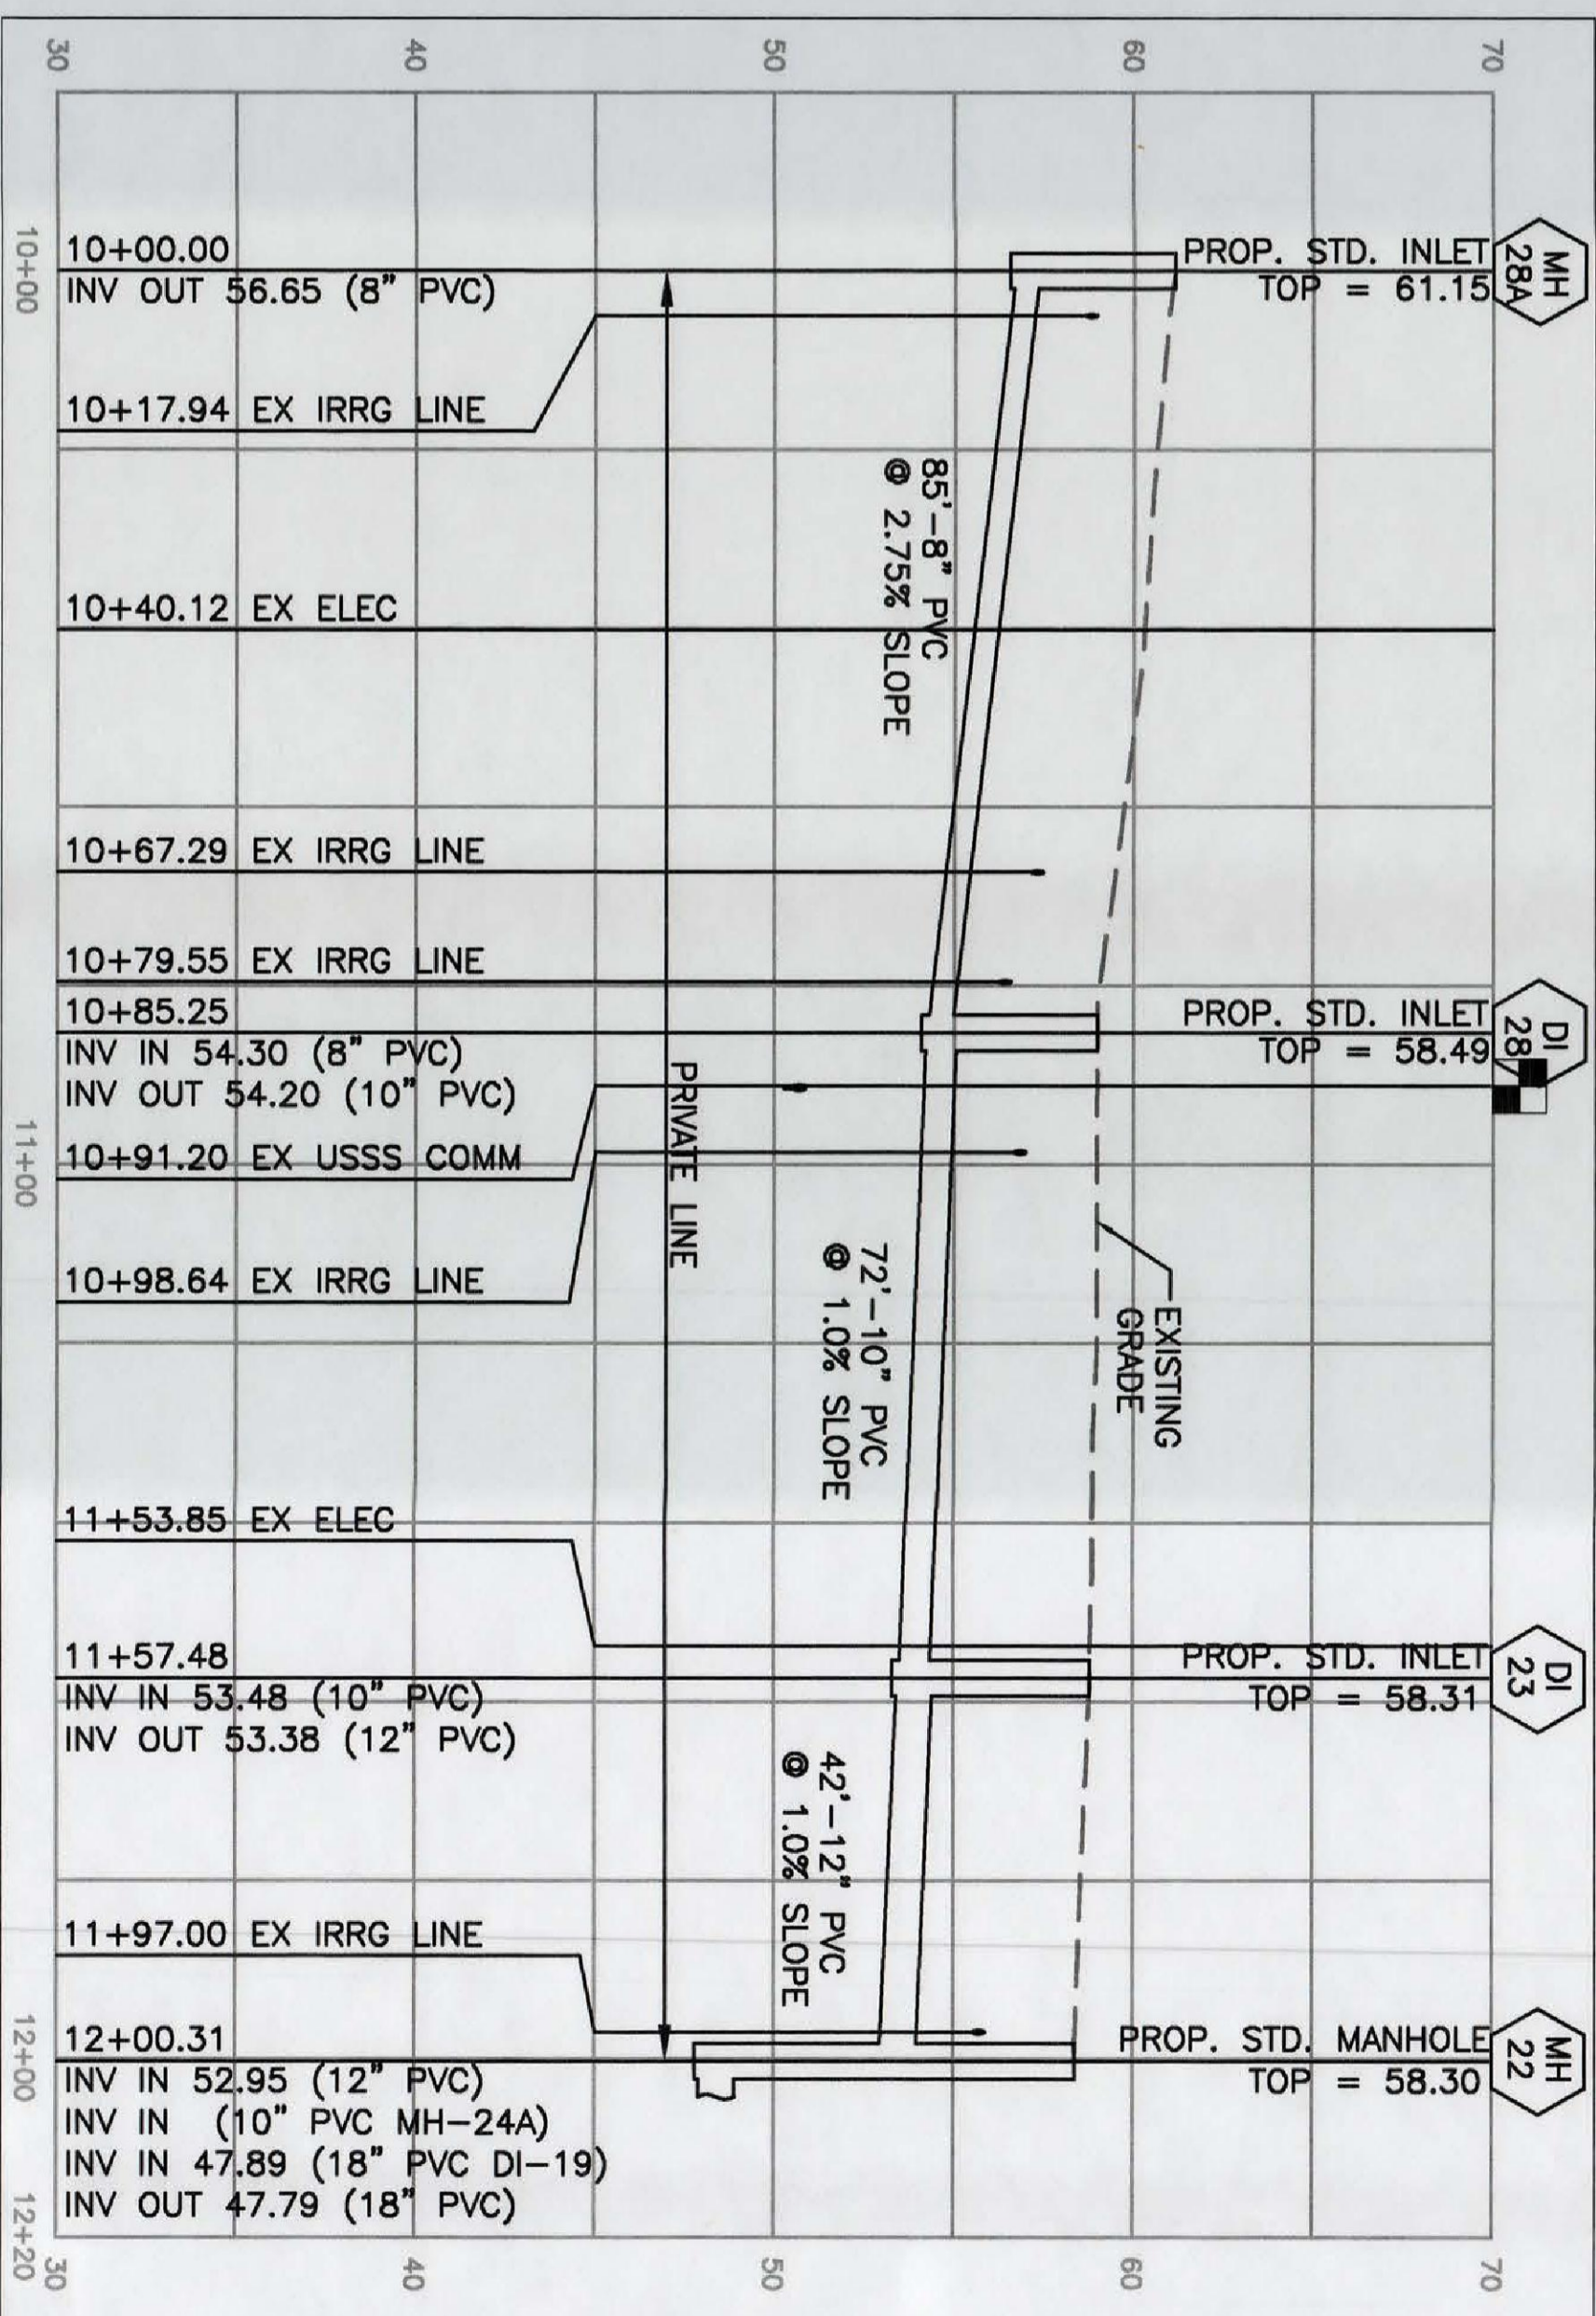 30
40
50
60
70
10+00
10+00.00
INV OUT 56.65 (8" PVC)
PROP. STD. INLET
TOP = 61.15
MH
28A
10+17.94 EX IRRG LINE
85'-8" PVC
@ 2.75% SLOPE
10+40.12 EX ELEC
10+67.29 EX IRRG LINE
10+79.55 EX IRRG LINE
10+85.25
INV IN 54.30 (8" PVC)
INV OUT 54.20 (10" PVC)
PROP. STD. INLET
TOP = 58.49
DI
28
11+00
10+91.20 EX USSS COMM
PRIVATE LINE
10+98.64 EX IRRG LINE
72'-10" PVC
@ 1.0% SLOPE
EXISTING
GRADE
11+53.85 EX ELEC
11+57.48
INV IN 53.48 (10" PVC)
INV OUT 53.38 (12" PVC)
PROP. STD. INLET
TOP = 58.31
DI
23
42'-12" PVC
@ 1.0% SLOPE
11+97.00 EX IRRG LINE
12+00
12+00.31
INV IN 52.95 (12" PVC)
INV IN (10" PVC MH-24A)
INV IN 47.89 (18" PVC DI-19)
INV OUT 47.79 (18" PVC)
PROP. STD. MANHOLE
TOP = 58.30
MH
22
12+20
30
40
50
60
70